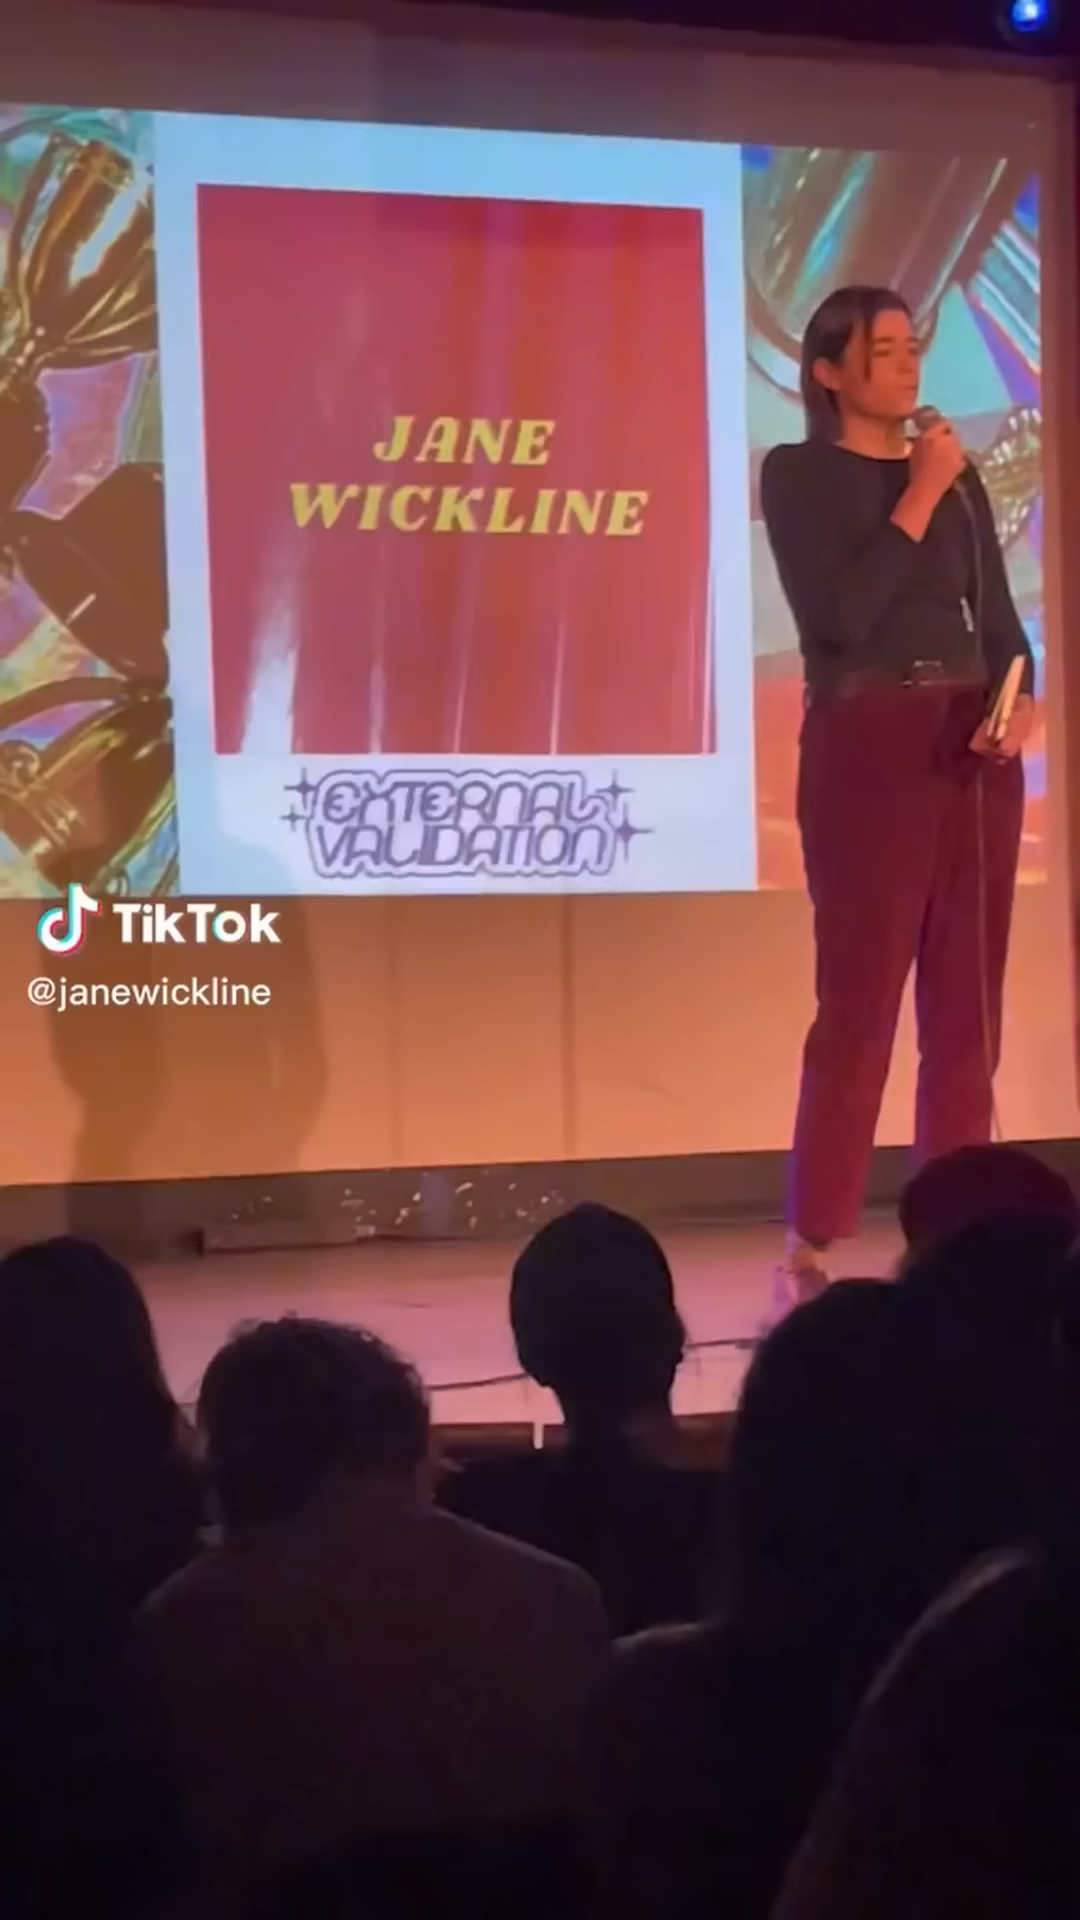 JANE
WICKLINE
EXTERNAL
VALIDATION
TikTok
@janewickline